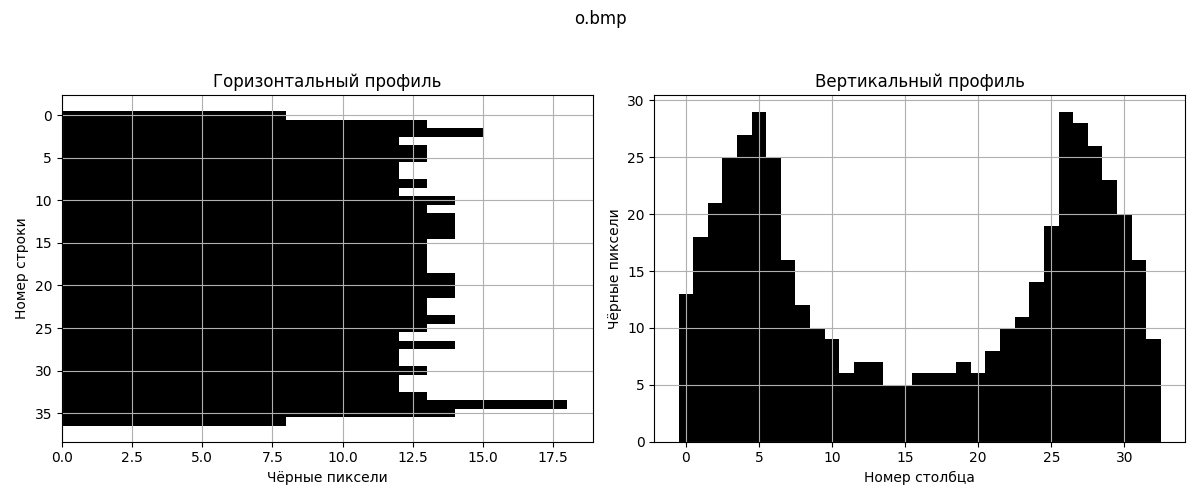 o.bmp
Горизонтальный профиль
Номер строки
0
5
10
15
20
25
30
35
0.0 2.5 5.0 7.5 10.0 12.5 15.0 17.5
Чёрные пиксели
Вертикальный профиль
Чёрные пиксели
30
25
20
15
10
5
0
0 5 10 15 20 25 30
Номер столбца